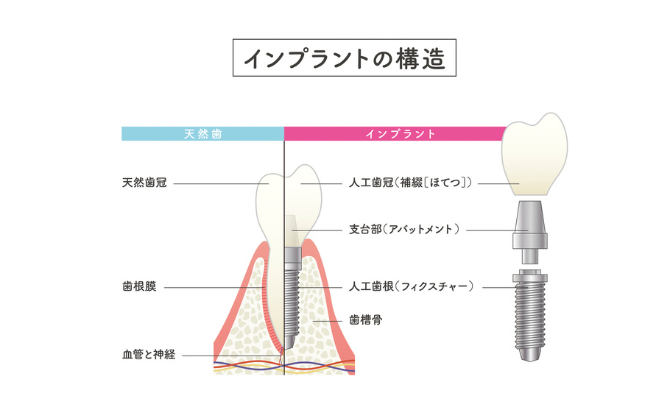 インプラントの構造
天然歯
インプラント
天然歯冠
人工歯冠（補綴［ほてつ］）
支台部（アバットメント）
歯根膜
人工歯根（フィクスチャー）
歯槽骨
血管と神経